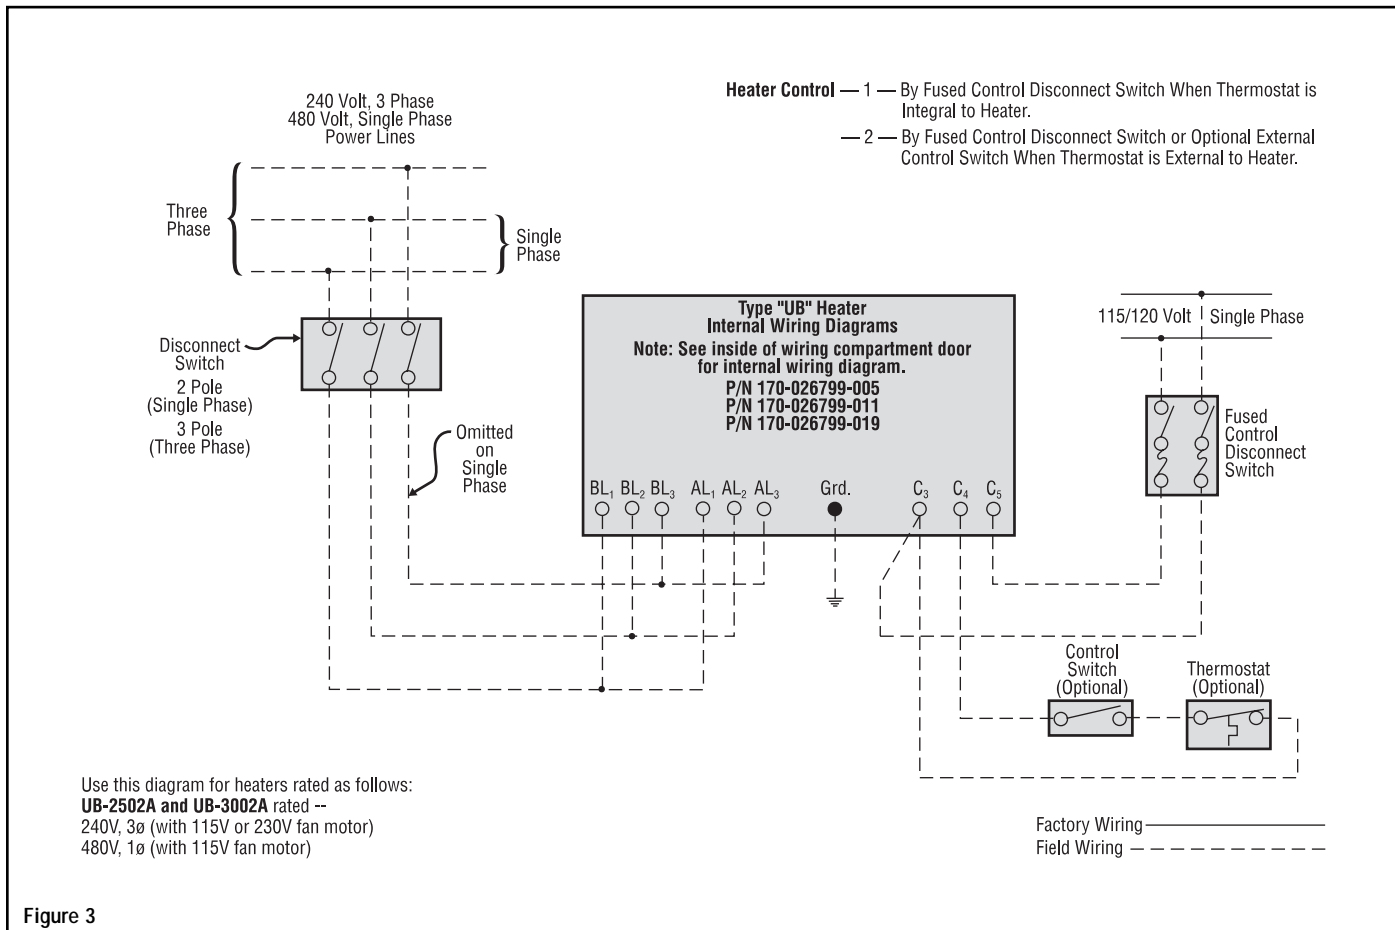 240 Volt, 3 Phase
480 Volt, Single Phase
Power Lines
Heater Control — 1 — By Fused Control Disconnect Switch When Thermostat is
Integral to Heater.
— 2 — By Fused Control Disconnect Switch or Optional External
Control Switch When Thermostat is External to Heater.
Three
Phase
Single
Phase
Disconnect
Switch
2 Pole
(Single Phase)
3 Pole
(Three Phase)
Omitted
on
Single
Phase
Type "UB" Heater
Internal Wiring Diagrams
Note: See inside of wiring compartment door
for internal wiring diagram.
P/N 170-026799-005
P/N 170-026799-011
P/N 170-026799-019
BL₁ BL₂ BL₃ AL₁ AL₂ AL₃ Grd. C₃ C₄ C₅
115/120 Volt Single Phase
Fused
Control
Disconnect
Switch
Control
Switch
(Optional)
Thermostat
(Optional)
Use this diagram for heaters rated as follows:
UB-2502A and UB-3002A rated --
240V, 3ø (with 115V or 230V fan motor)
480V, 1ø (with 115V fan motor)
Factory Wiring
Field Wiring
Figure 3